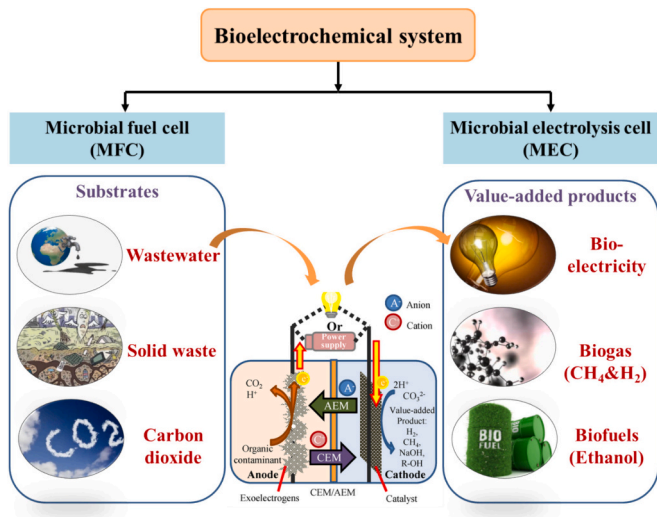 Bioelectrochemical system
Microbial fuel cell
(MFC)
Microbial electrolysis cell
(MEC)
Substrates
Wastewater
Solid waste
CO2
Carbon
dioxide
Value-added products
Bio-
electricity
Biogas
(CH₄&H₂)
BIO
FUEL
Biofuels
(Ethanol)
A⁻
Anion
C⁺
Cation
Or
Power
supply
CO₂
H⁺
Organic
contaminant
Anode
Exoelectrogens
A⁻
AEM
C⁺
CEM
CEM/AEM
2H⁺
CO₃²⁻
Value-added
Product:
H₂,
CH₄,
NaOH,
R-OH
Cathode
Catalyst